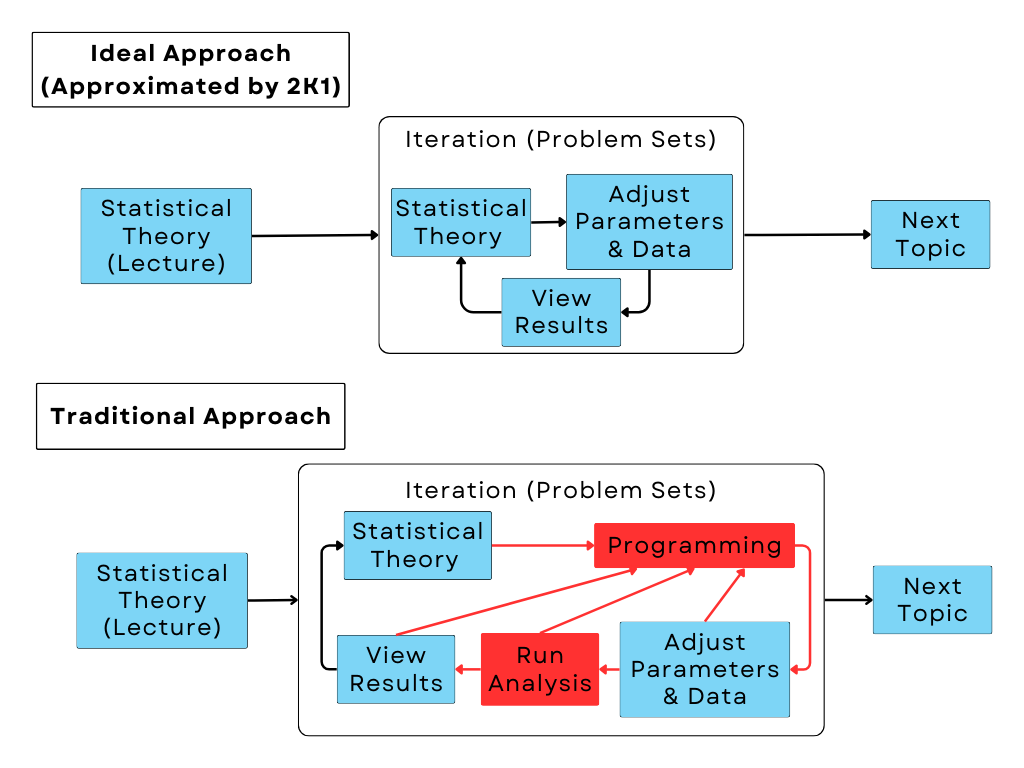 Ideal Approach
(Approximated by 2K1)
Iteration (Problem Sets)
Statistical
Theory
(Lecture)
Statistical
Theory
Adjust
Parameters
& Data
View
Results
Next
Topic
Traditional Approach
Iteration (Problem Sets)
Statistical
Theory
(Lecture)
Statistical
Theory
Programming
View
Results
Run
Analysis
Adjust
Parameters
& Data
Next
Topic